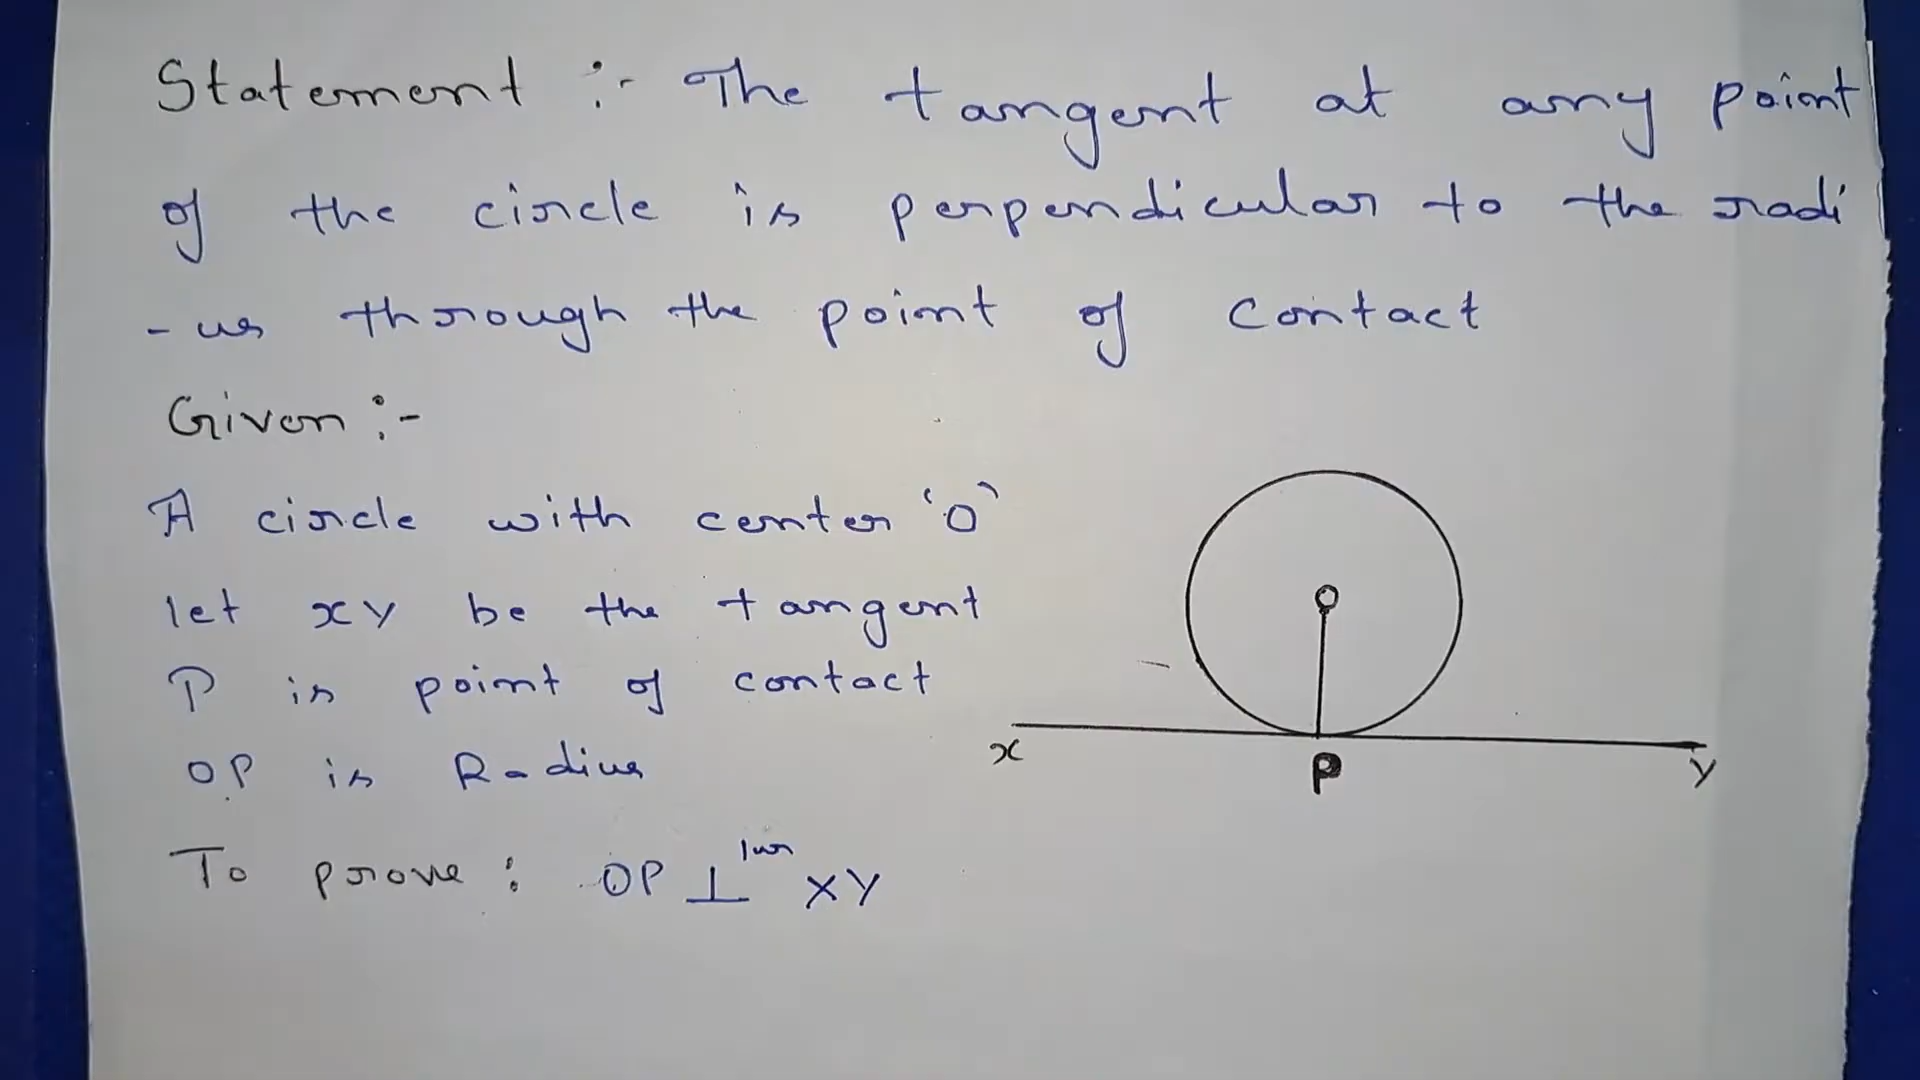 Statement :- The tangent at any point
of the circle is perpendicular to the radi
-us through the point of contact
Given :-
A circle with center 'O'
let xy be the tangent
P is point of contact
OP is Radius
To prove : OP ⊥lar XY
x
P
y